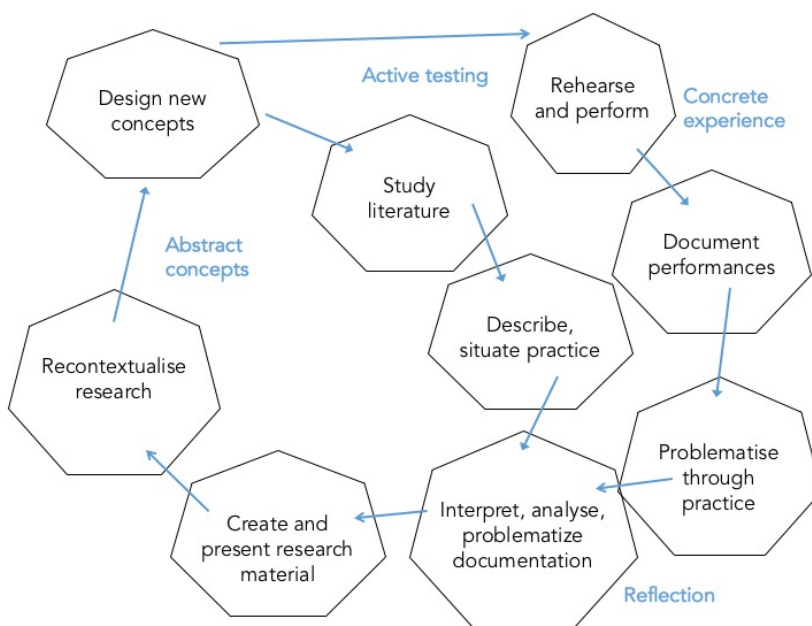 Design new
concepts
Active testing
Rehearse
and perform
Concrete
experience
Study
literature
Document
performances
Abstract
concepts
Describe,
situate practice
Recontextualise
research
Problematise
through
practice
Interpret, analyse,
problematize
documentation
Create and
present research
material
Reflection